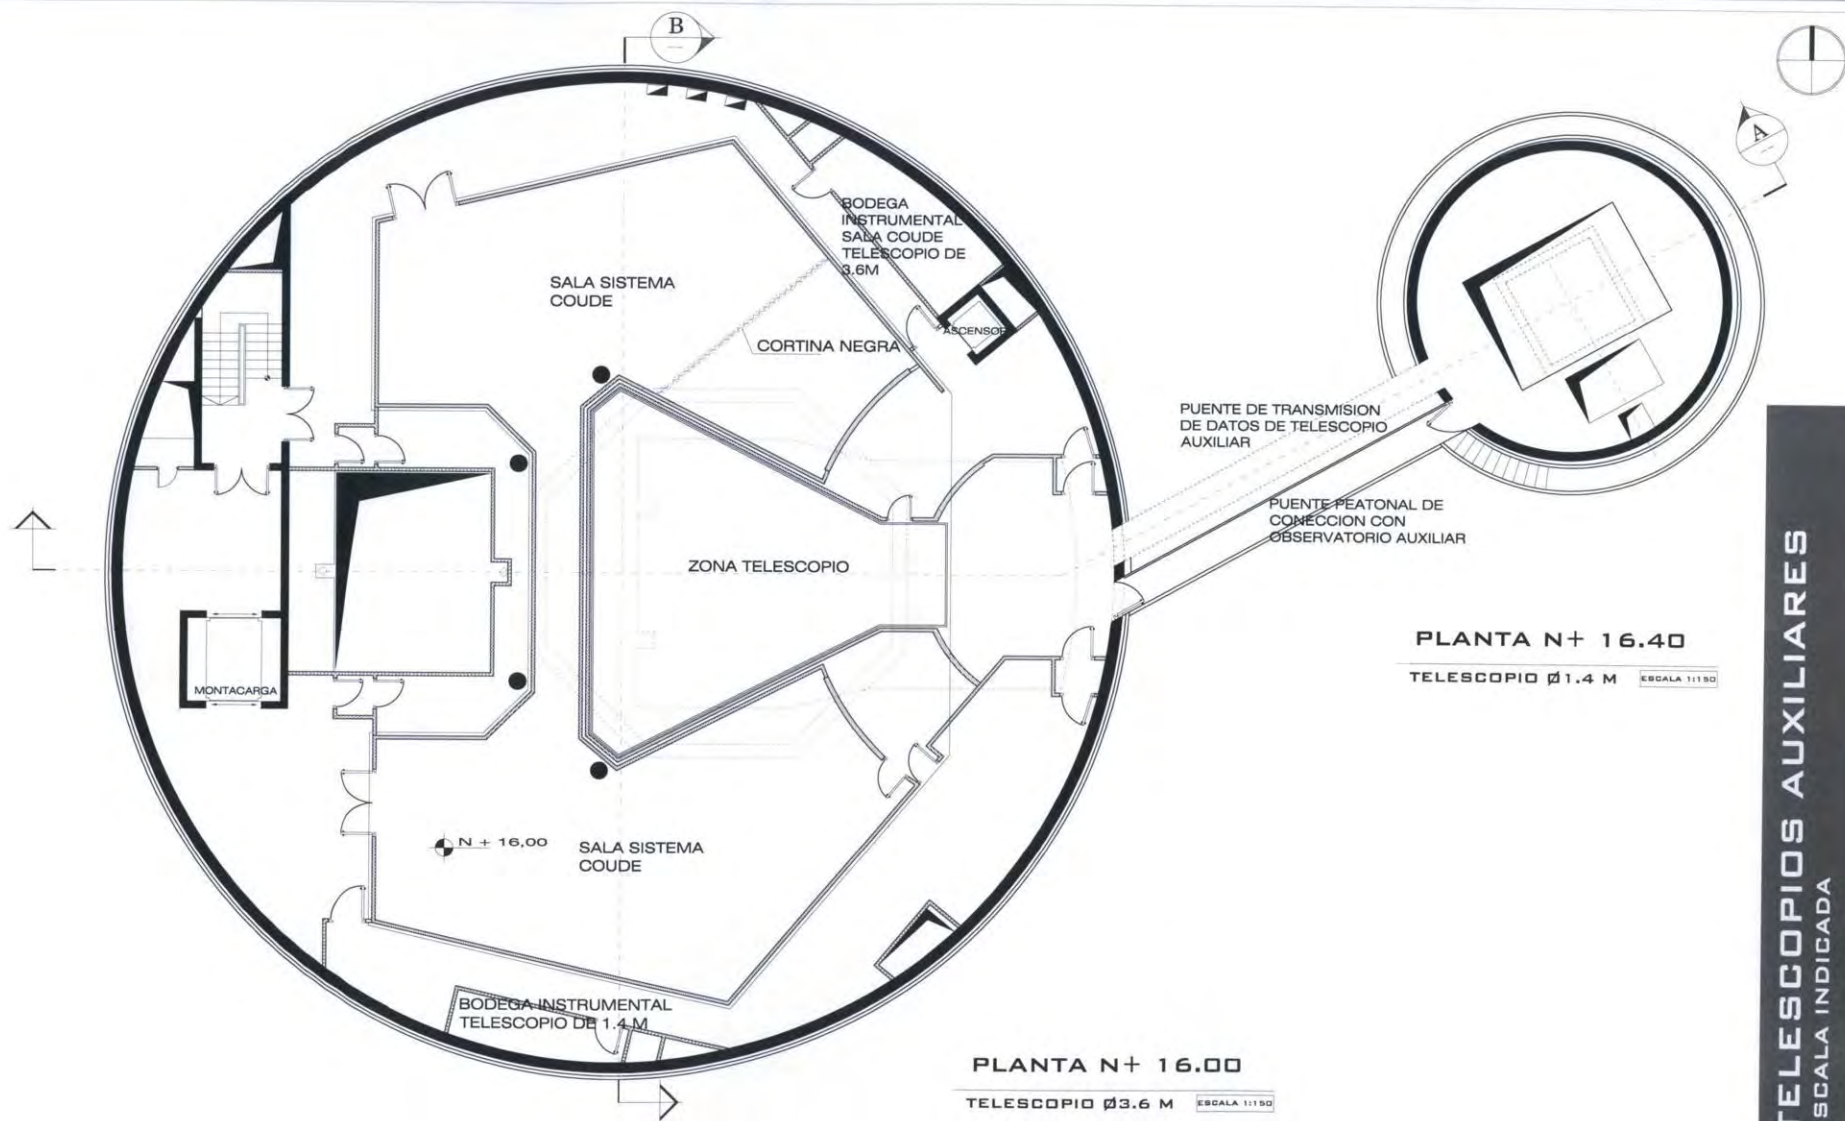 B
A
BODEGA
INSTRUMENTAL
SALA COUDE
TELESCOPIO DE
3.6M
SALA SISTEMA
COUDE
ASCENSOR
CORTINA NEGRA
PUENTE DE TRANSMISION
DE DATOS DE TELESCOPIO
AUXILIAR
PUENTE PEATONAL DE
CONECCION CON
OBSERVATORIO AUXILIAR
ZONA TELESCOPIO
MONTACARGA
PLANTA N+ 16.40
TELESCOPIO Ø1.4 M
ESCALA 1:150
N + 16,00
SALA SISTEMA
COUDE
BODEGA INSTRUMENTAL
TELESCOPIO DE 1.4 M
PLANTA N+ 16.00
TELESCOPIO Ø3.6 M
ESCALA 1:150
TELESCOPIOS AUXILIARES
SCALA INDICADA